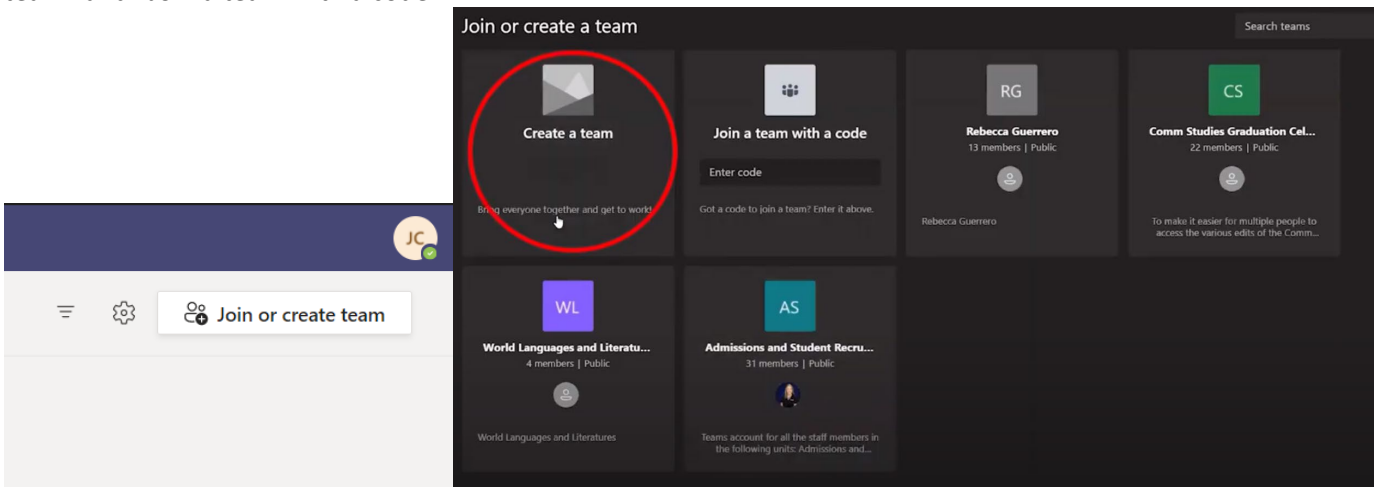 Join or create a team
Search teams
Create a team
Bring everyone together and get to work!
Join a team with a code
Enter code
Got a code to join a team? Enter it above.
RG
Rebecca Guerrero
13 members | Public
Rebecca Guerrero
CS
Comm Studies Graduation Cel...
22 members | Public
To make it easier for multiple people to
access the various edits of the Comm...
JC
Join or create team
WL
World Languages and Literatu...
4 members | Public
World Languages and Literatures
AS
Admissions and Student Recru...
31 members | Public
Teams account for all the staff members in
the following units: Admissions and...